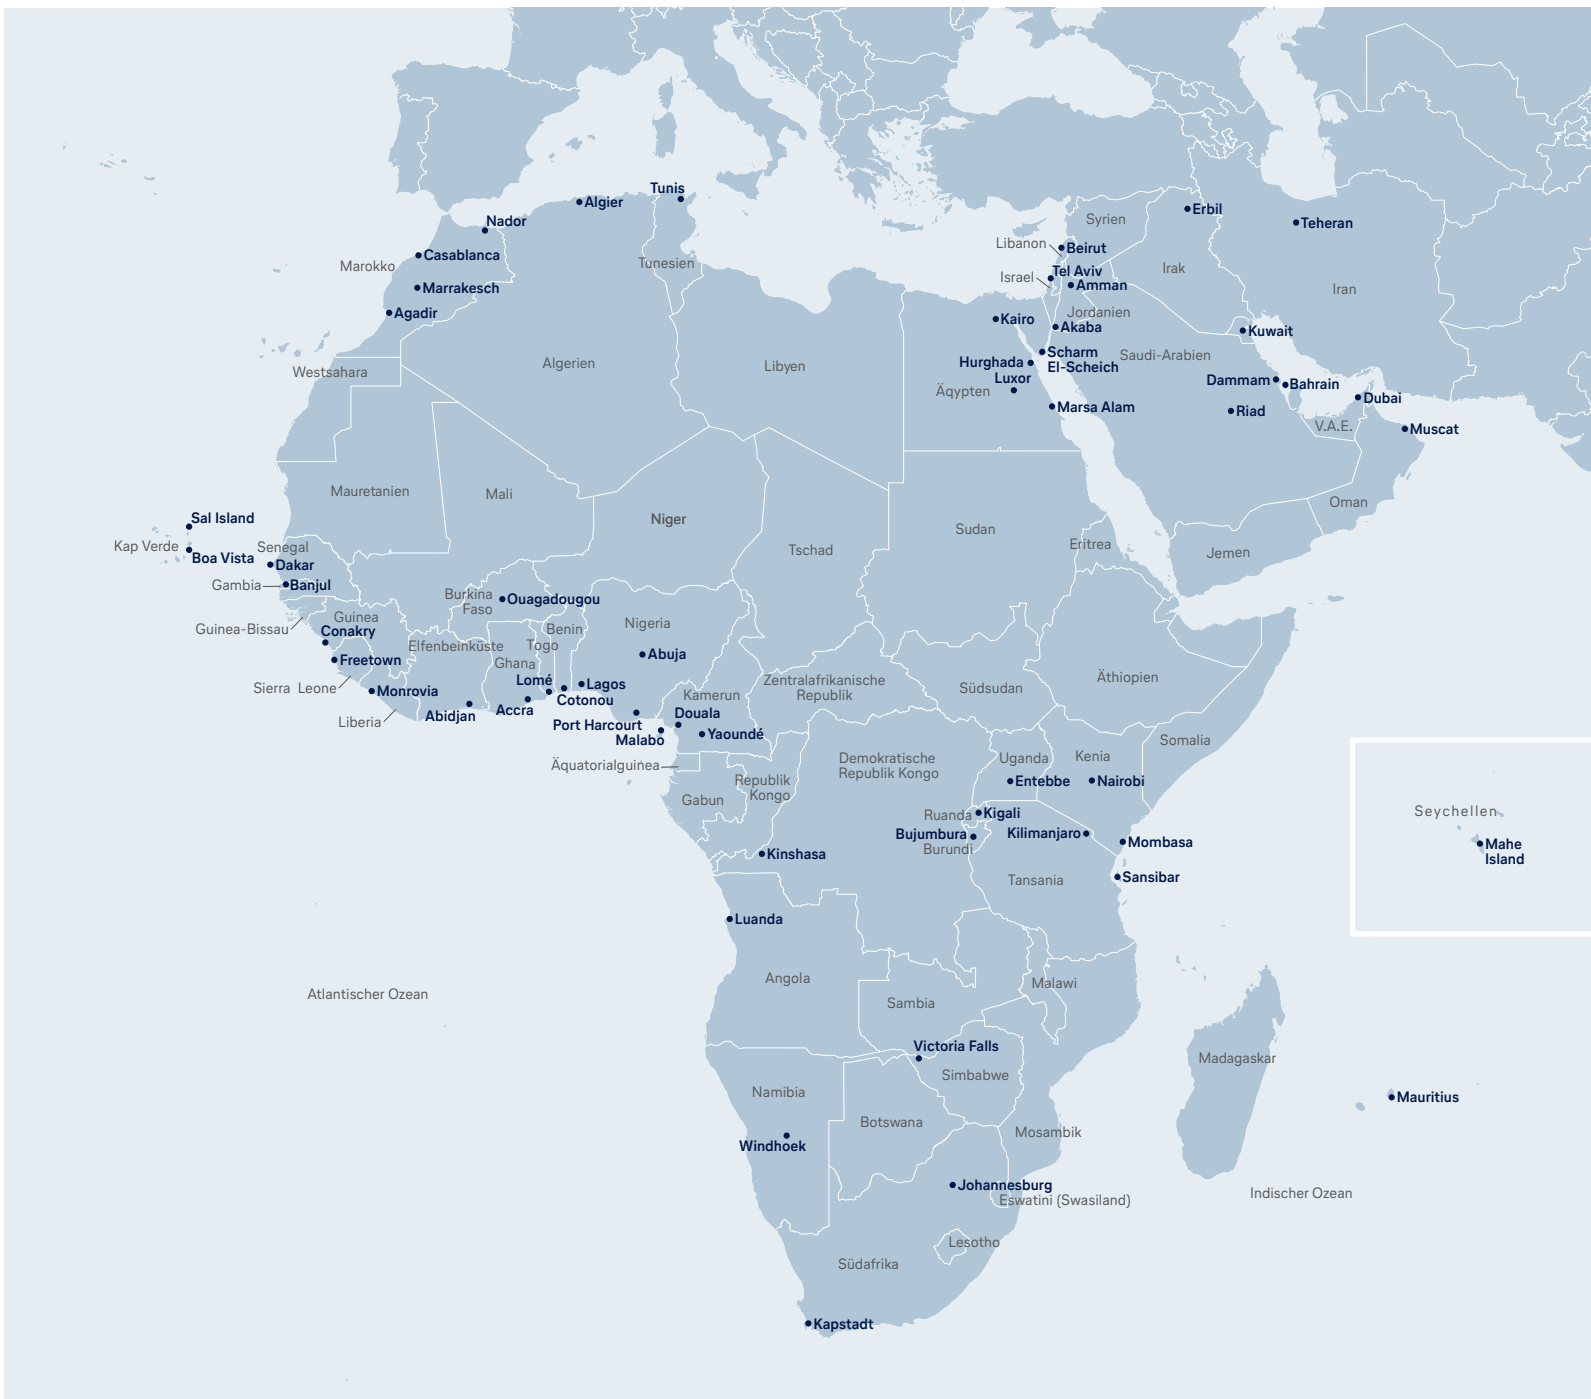 Tunis
Algier
Nador
Casablanca
Marokko
Marrakesch
Agadir
Tunesien
Algerien
Libyen
Westsahara
Syrien
Erbil
Teheran
Libanon
Beirut
Israel
Tel Aviv
Amman
Irak
Iran
Jordanien
Kairo
Akaba
Kuwait
Scharm
El-Scheich
Saudi-Arabien
Hurghada
Luxor
Äqypten
Marsa Alam
Dammam
Bahrain
Dubai
Riad
V.A.E.
Muscat
Oman
Jemen
Mauretanien
Mali
Niger
Tschad
Sudan
Eritrea
Sal Island
Kap Verde
Boa Vista
Senegal
Dakar
Gambia
Banjul
Guinea-Bissau
Guinea
Conakry
Freetown
Sierra Leone
Monrovia
Liberia
Burkina
Faso
Ouagadougou
Elfenbeinküste
Abidjan
Ghana
Accra
Togo
Benin
Lomé
Cotonou
Lagos
Nigeria
Abuja
Port Harcourt
Malabo
Kamerun
Douala
Yaoundé
Äquatorialguinea
Zentralafrikanische
Republik
Südsudan
Äthiopien
Somalia
Gabun
Republik
Kongo
Demokratische
Republik Kongo
Uganda
Entebbe
Kenia
Nairobi
Ruanda
Kigali
Bujumbura
Burundi
Kilimanjaro
Mombasa
Tansania
Sansibar
Kinshasa
Luanda
Seychellen
Mahe
Island
Atlantischer Ozean
Angola
Sambia
Malawi
Victoria Falls
Simbabwe
Madagaskar
Mauritius
Namibia
Windhoek
Botswana
Mosambik
Johannesburg
Eswatini (Swasiland)
Indischer Ozean
Lesotho
Südafrika
Kapstadt